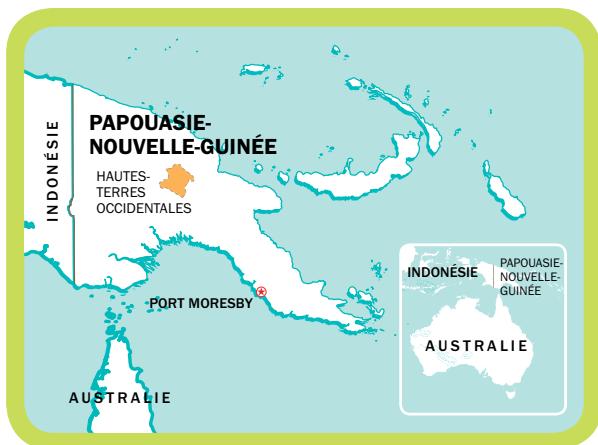 INDONÉSIE
PAPOUASIE-
NOUVELLE-GUINÉE
HAUTES-
TERRES
OCCIDENTALES
PORT MORESBY
AUSTRALIE
INDONÉSIE
PAPOUASIE-
NOUVELLE-
GUINÉE
AUSTRALIE